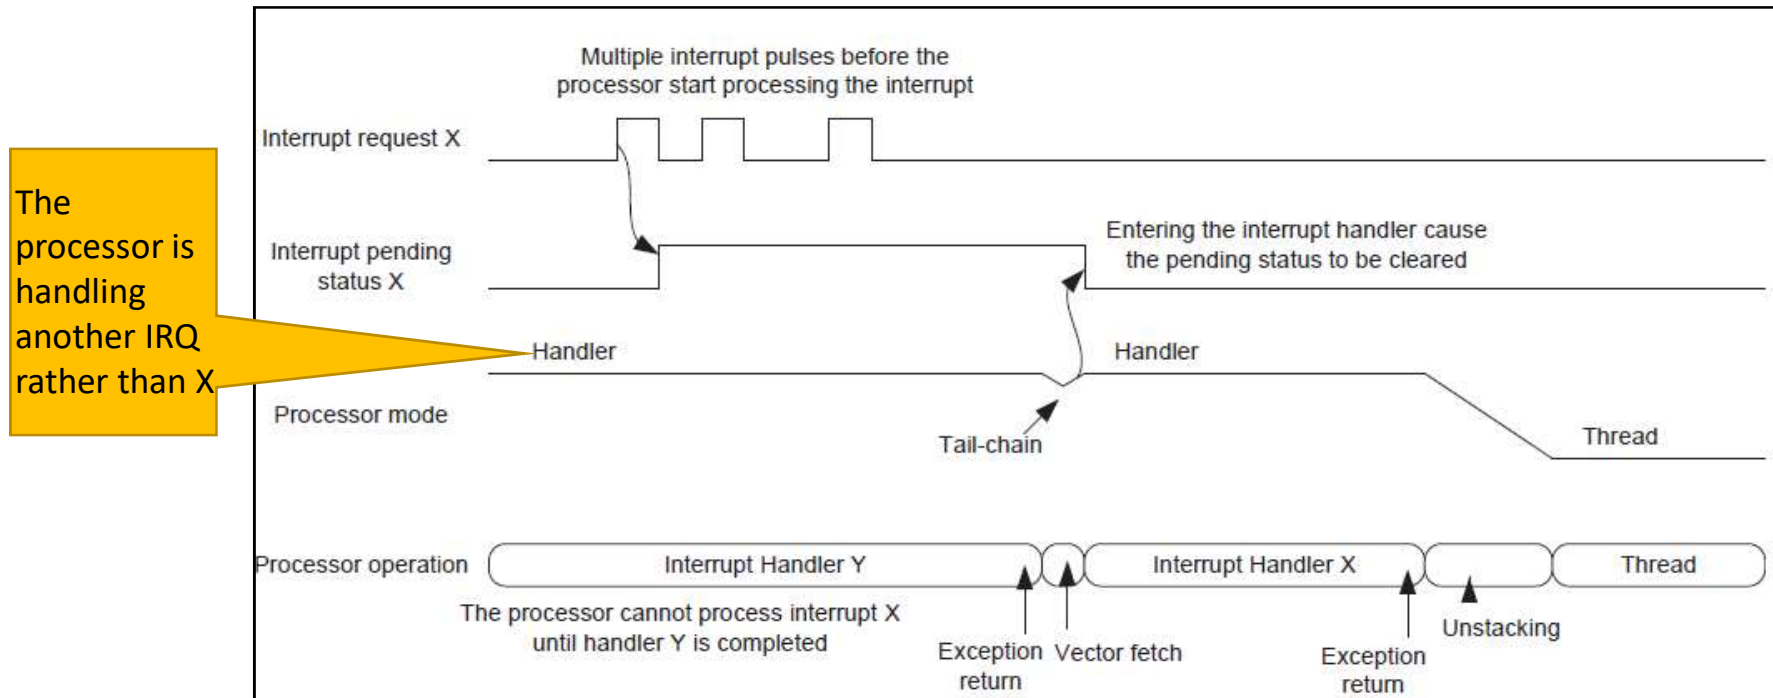 Multiple interrupt pulses before the
processor start processing the interrupt
Interrupt request X
The
processor is
handling
another IRQ
rather than X
Interrupt pending
status X
Entering the interrupt handler cause
the pending status to be cleared
Handler
Handler
Processor mode
Tail-chain
Thread
Processor operation
Interrupt Handler Y
Interrupt Handler X
Thread
The processor cannot process interrupt X
until handler Y is completed
Exception
return
Vector fetch
Exception
return
Unstacking